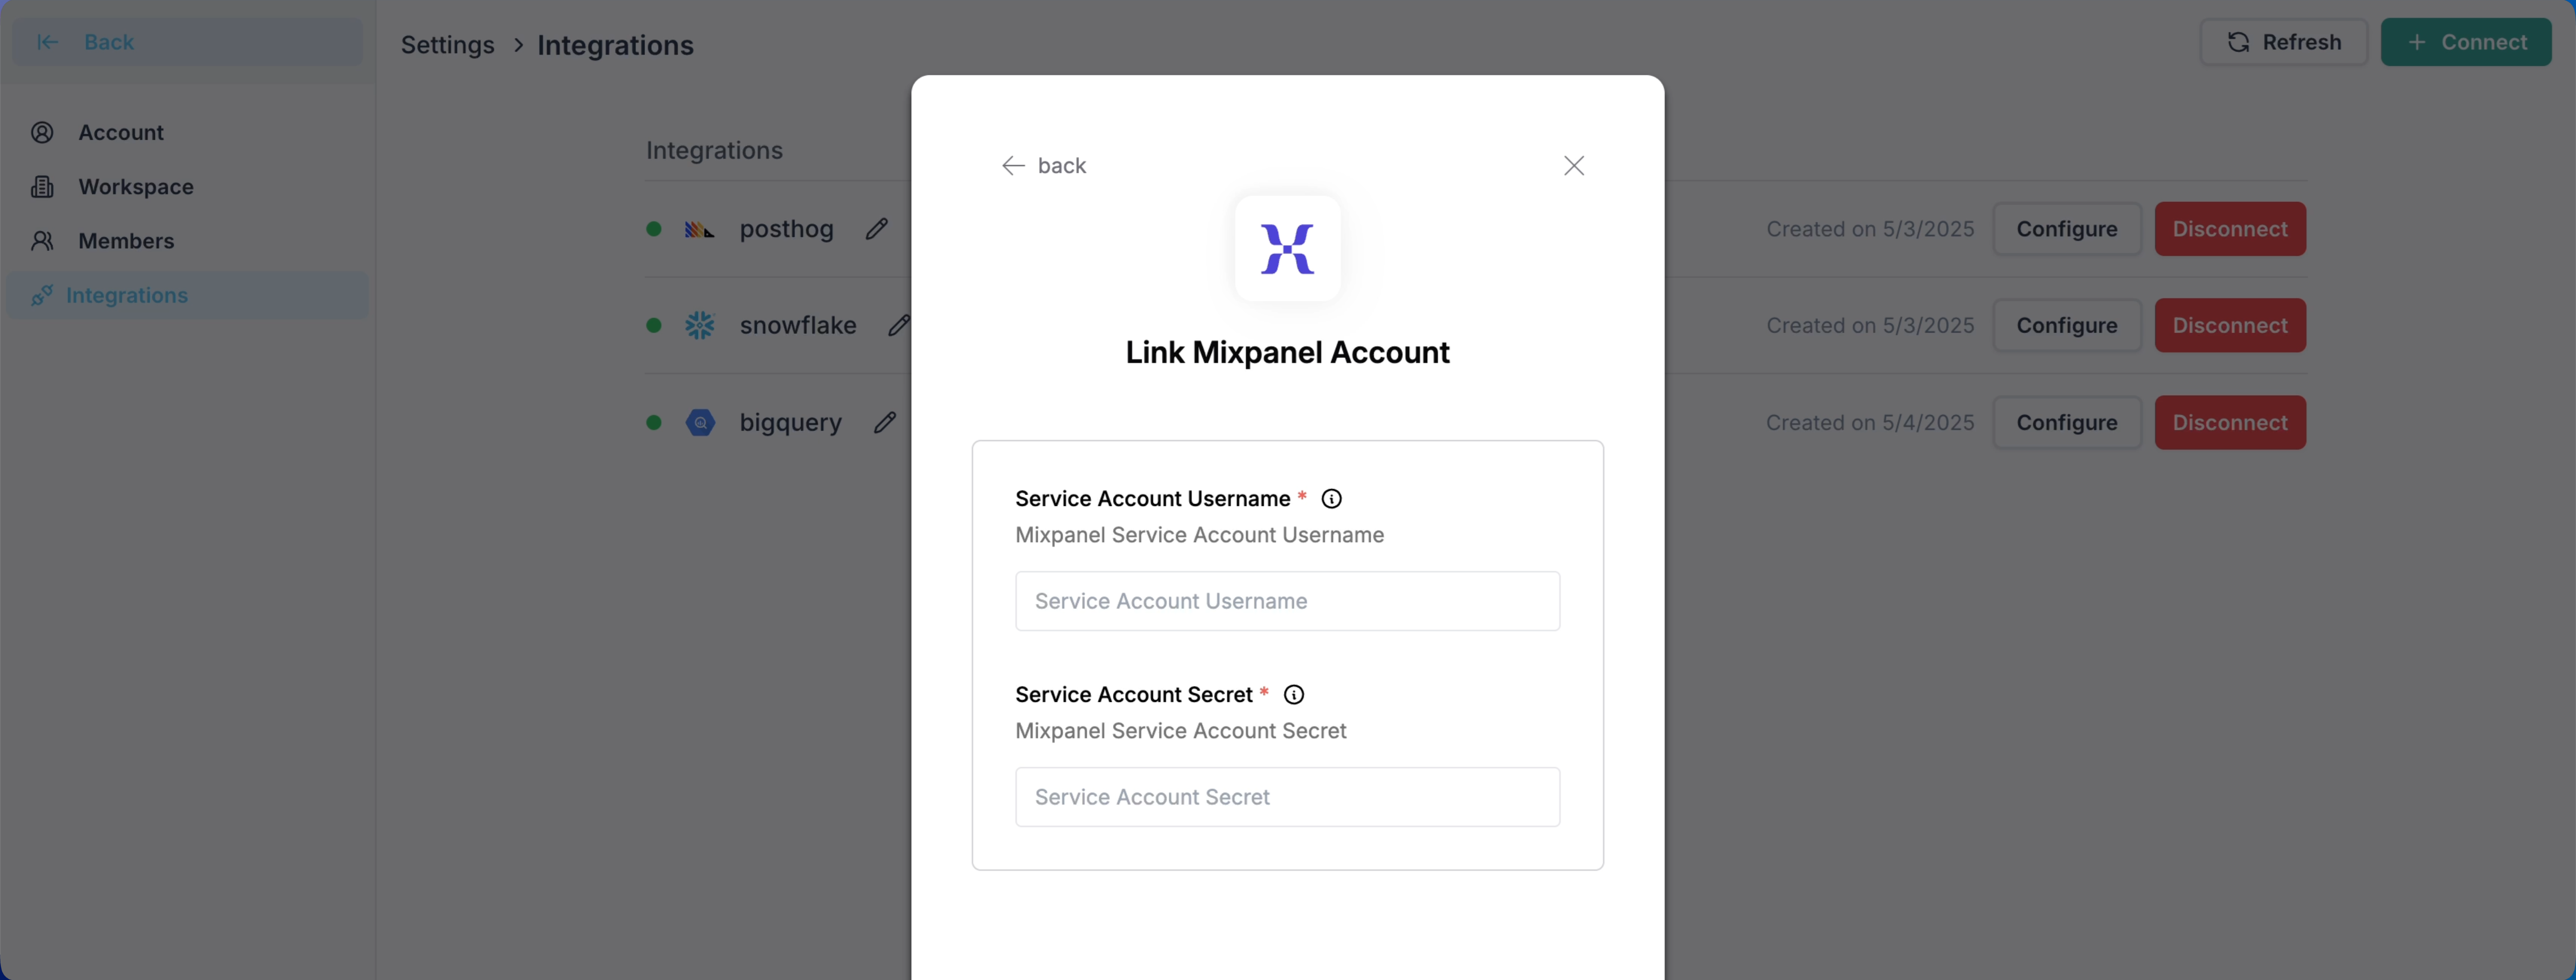 Back
Settings > Integrations
Refresh
+ Connect
Account
Workspace
Members
Integrations
Integrations
posthog
Created on 5/3/2025
Configure
Disconnect
snowflake
Created on 5/3/2025
Configure
Disconnect
bigquery
Created on 5/4/2025
Configure
Disconnect
back
Link Mixpanel Account
Service Account Username *
Mixpanel Service Account Username
Service Account Username
Service Account Secret *
Mixpanel Service Account Secret
Service Account Secret